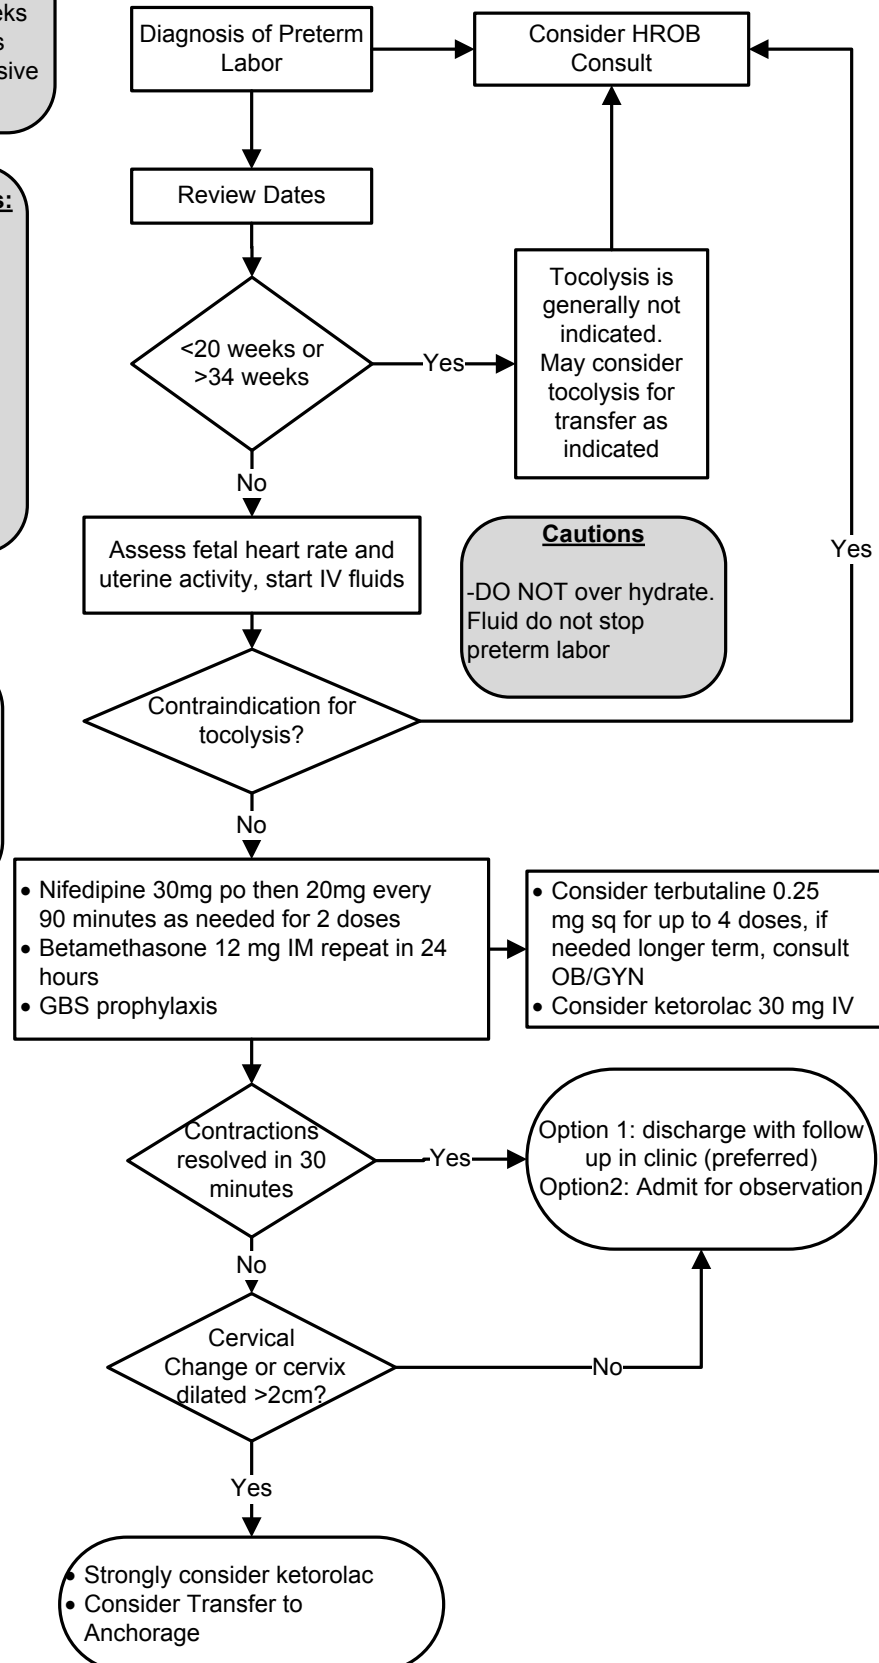 eks
s
sive
s:
Diagnosis of Preterm
Labor
Consider HROB
Consult
Review Dates
<20 weeks or
>34 weeks
Yes
Tocolysis is
generally not
indicated.
May consider
tocolysis for
transfer as
indicated
No
Assess fetal heart rate and
uterine activity, start IV fluids
Cautions
-DO NOT over hydrate.
Fluid do not stop
preterm labor
Yes
Contraindication for
tocolysis?
No
• Nifedipine 30mg po then 20mg every
90 minutes as needed for 2 doses
• Betamethasone 12 mg IM repeat in 24
hours
• GBS prophylaxis
• Consider terbutaline 0.25
mg sq for up to 4 doses, if
needed longer term, consult
OB/GYN
• Consider ketorolac 30 mg IV
Contractions
resolved in 30
minutes
Yes
Option 1: discharge with follow
up in clinic (preferred)
Option2: Admit for observation
No
Cervical
Change or cervix
dilated >2cm?
No
Yes
• Strongly consider ketorolac
• Consider Transfer to
Anchorage